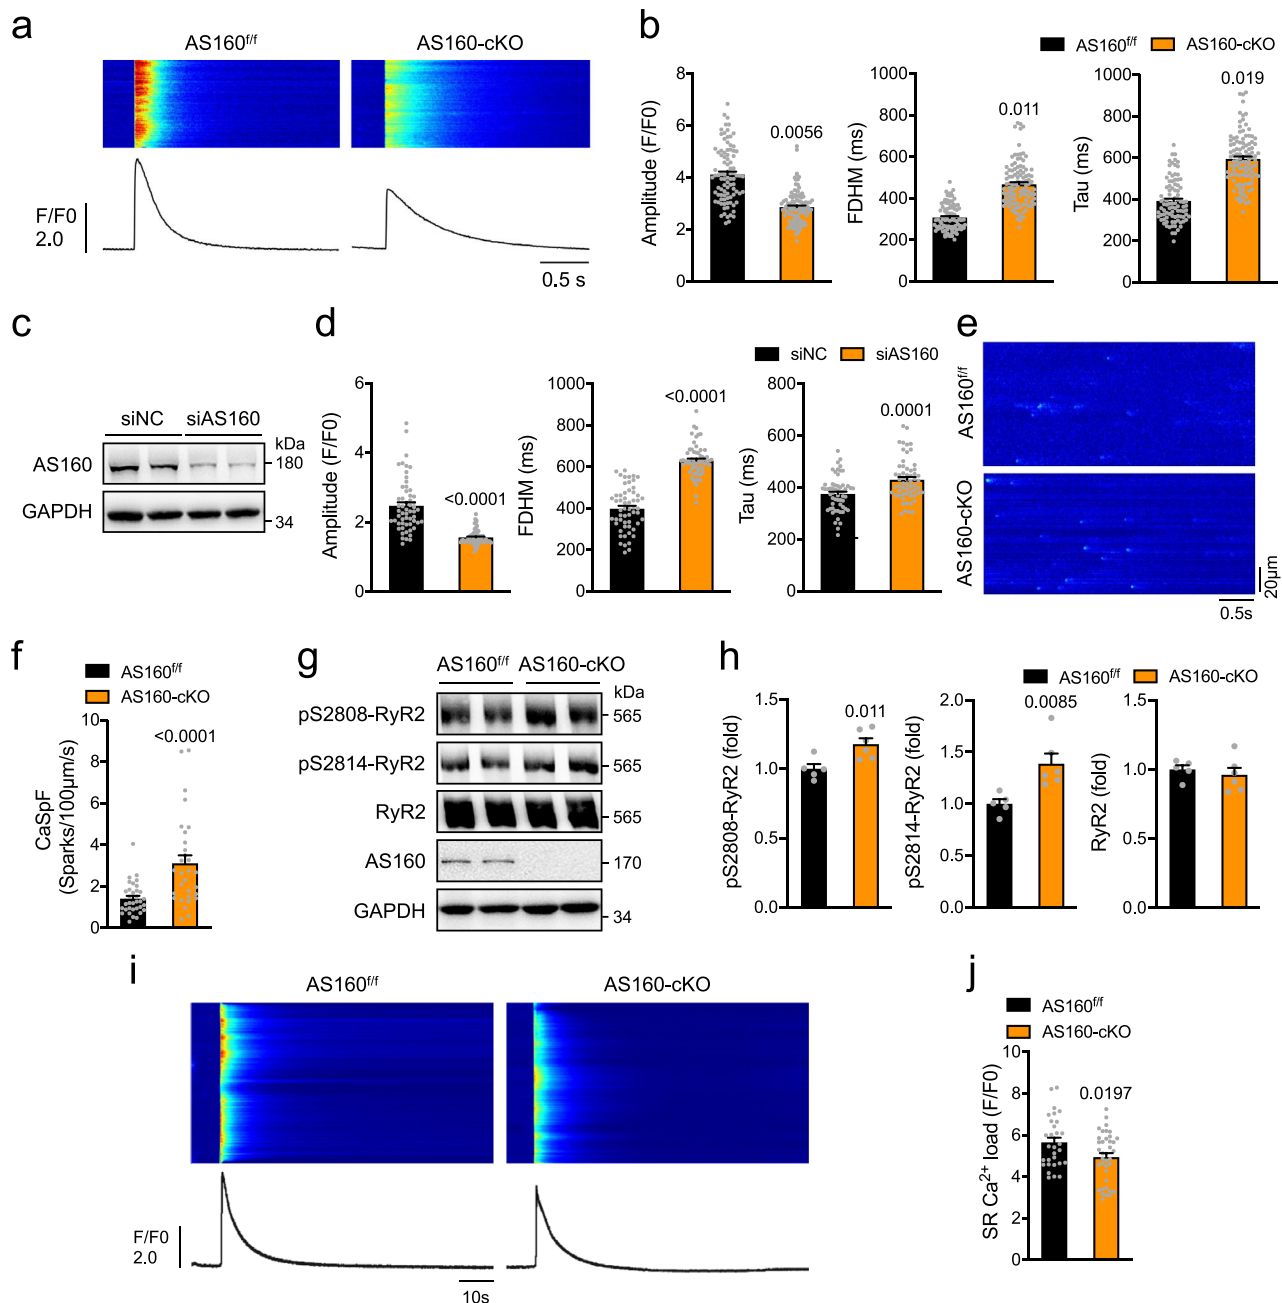 a
AS160f/f
AS160-cKO
F/F0
2.0
0.5 s
b
AS160f/f
AS160-cKO
Amplitude (F/F0)
8
6
4
2
0
0.0056
FDHM (ms)
1000
800
600
400
200
0
0.011
Tau (ms)
1000
800
600
400
200
0
0.019
c
siNC
siAS160
kDa
AS160
180
GAPDH
34
d
siNC
siAS160
Amplitude (F/F0)
6
4
2
0
<0.0001
FDHM (ms)
1000
800
600
400
200
0
<0.0001
Tau (ms)
800
600
400
200
0
0.0001
e
AS160f/f
AS160-cKO
20μm
0.5s
f
AS160f/f
AS160-cKO
CaSpF
(Sparks/100μm/s)
10
8
6
4
2
0
<0.0001
g
AS160f/f
AS160-cKO
kDa
pS2808-RyR2
565
pS2814-RyR2
565
RyR2
565
AS160
170
GAPDH
34
h
AS160f/f
AS160-cKO
pS2808-RyR2 (fold)
1.5
1.0
0.5
0.0
0.011
pS2814-RyR2 (fold)
2.0
1.5
1.0
0.5
0.0
0.0085
RyR2 (fold)
1.5
1.0
0.5
0.0
i
AS160f/f
AS160-cKO
F/F0
2.0
10s
j
AS160f/f
AS160-cKO
SR Ca2+ load (F/F0)
10
8
6
4
2
0
0.0197